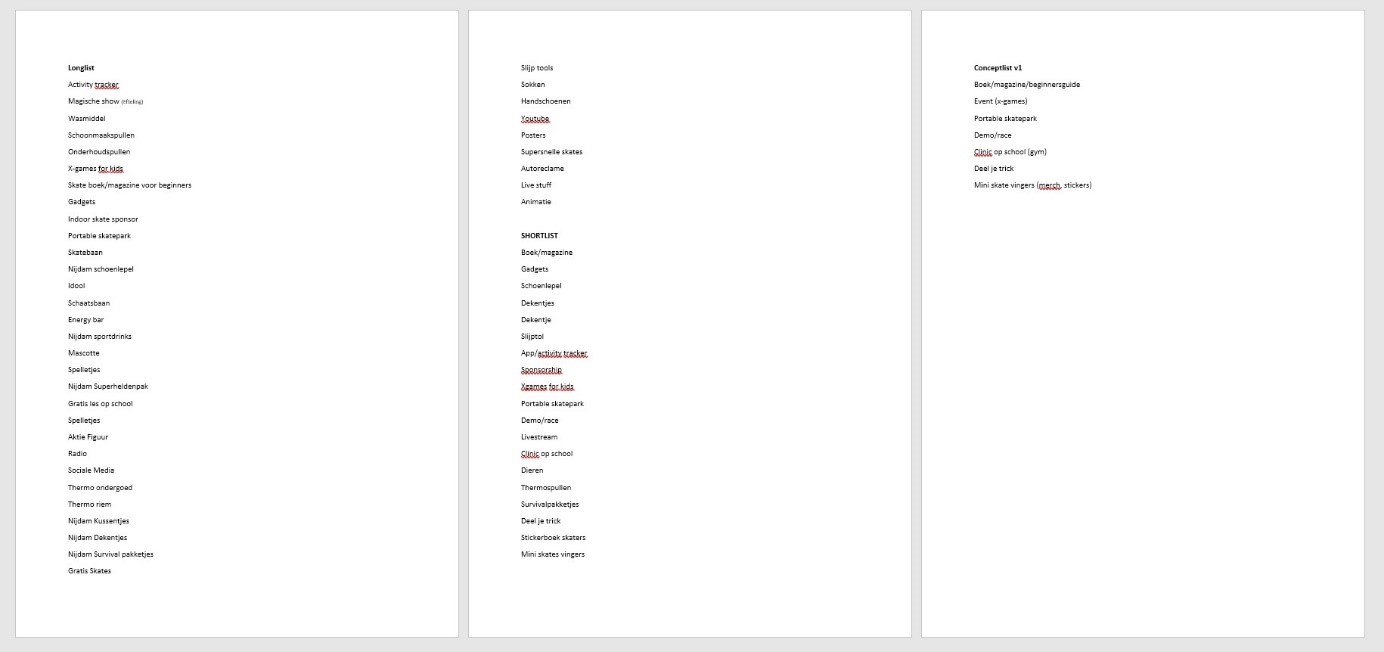 Longlist
Activity tracker
Magische show (efteling)
Wasmiddel
Schoonmaakspullen
Onderhoudspullen
X-games for kids
Skate boek/magazine voor beginners
Gadgets
Indoor skate sponsor
Portable skatepark
Skatebaan
Nijdam schoenlepel
Idool
Schaatsbaan
Energy bar
Nijdam sportdrinks
Mascotte
Spelletjes
Nijdam Superheldenpak
Gratis les op school
Spelletjes
Aktie Figuur
Radio
Sociale Media
Thermo ondergoed
Thermo riem
Nijdam Kussentjes
Nijdam Dekentjes
Nijdam Survival pakketjes
Gratis Skates
Slijp tools
Sokken
Handschoenen
Youtube
Posters
Supersnelle skates
Autoreclame
Live stuff
Animatie
SHORTLIST
Boek/magazine
Gadgets
Schoenlepel
Dekentjes
Dekentje
Slijptol
App/activity tracker
Sponsorship
Xgames for kids
Portable skatepark
Demo/race
Livestream
Clinic op school
Dieren
Thermospullen
Survivalpakketjes
Deel je trick
Stickerboek skaters
Mini skates vingers
Conceptlist v1
Boek/magazine/beginnersguide
Event (x-games)
Portable skatepark
Demo/race
Clinic op school (gym)
Deel je trick
Mini skate vingers (merch, stickers)